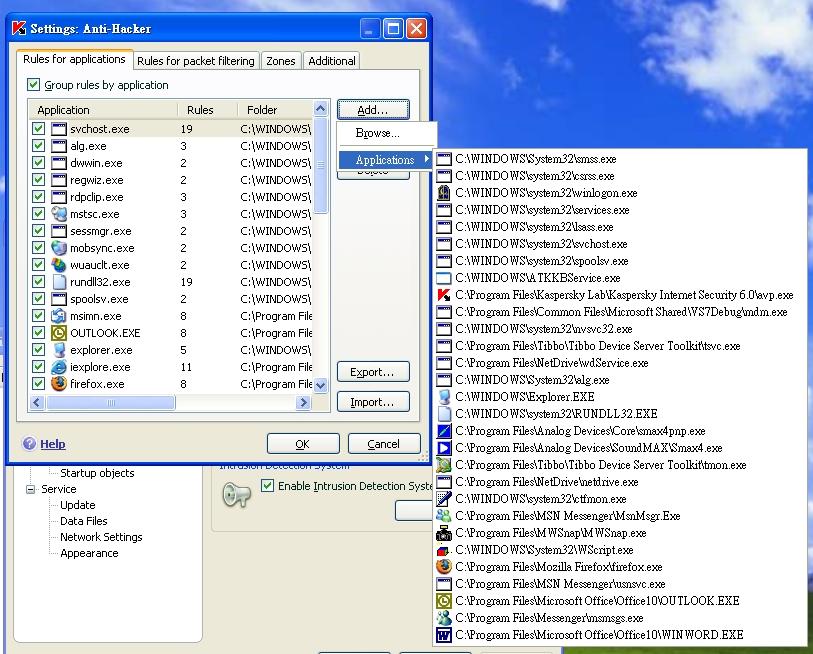 Settings: Anti-Hacker
Rules for applications
Rules for packet filtering
Zones
Additional
Group rules by application
Application Rules Folder
svchost.exe 19 C:\WINDOWS\
alg.exe 3 C:\WINDOWS\
dwwin.exe 2 C:\WINDOWS\
regwiz.exe 2 C:\WINDOWS\
rdpclip.exe 3 C:\WINDOWS\
mstsc.exe 3 C:\WINDOWS\
sessmgr.exe 2 C:\WINDOWS\
mobsync.exe 2 C:\WINDOWS\
wuauclt.exe 2 C:\WINDOWS\
rundll32.exe 19 C:\WINDOWS\
spoolsv.exe 2 C:\WINDOWS\
msimn.exe 8 C:\Program File
OUTLOOK.EXE 8 C:\Program File
explorer.exe 5 C:\WINDOWS\
iexplore.exe 11 C:\Program File
firefox.exe 8 C:\Program File
Add...
Browse...
Applications
Delete
Export...
Import...
Help
OK
Cancel
C:\WINDOWS\System32\smss.exe
C:\WINDOWS\system32\csrss.exe
C:\WINDOWS\system32\winlogon.exe
C:\WINDOWS\system32\services.exe
C:\WINDOWS\system32\lsass.exe
C:\WINDOWS\system32\svchost.exe
C:\WINDOWS\system32\spoolsv.exe
C:\WINDOWS\ATKKBService.exe
C:\Program Files\Kaspersky Lab\Kaspersky Internet Security 6.0\avp.exe
C:\Program Files\Common Files\Microsoft Shared\VS7Debug\mdm.exe
C:\WINDOWS\system32\nvsvc32.exe
C:\Program Files\Tibbo\Tibbo Device Server Toolkit\tsvc.exe
C:\Program Files\NetDrive\wdService.exe
C:\WINDOWS\System32\alg.exe
C:\WINDOWS\Explorer.EXE
C:\WINDOWS\system32\RUNDLL32.EXE
C:\Program Files\Analog Devices\Core\smax4pnp.exe
C:\Program Files\Analog Devices\SoundMAX\Smax4.exe
C:\Program Files\Tibbo\Tibbo Device Server Toolkit\tmon.exe
C:\Program Files\NetDrive\netdrive.exe
C:\WINDOWS\system32\ctfmon.exe
C:\Program Files\MSN Messenger\MsnMsgr.Exe
C:\Program Files\MWSnap\MWSnap.exe
C:\WINDOWS\System32\WScript.exe
C:\Program Files\Mozilla Firefox\firefox.exe
C:\Program Files\MSN Messenger\usnsvc.exe
C:\Program Files\Microsoft Office\Office10\OUTLOOK.EXE
C:\Program Files\Messenger\msmsgs.exe
C:\Program Files\Microsoft Office\Office10\WINWORD.EXE
Startup objects
Service
Update
Data Files
Network Settings
Appearance
Intrusion Detection System
Enable Intrusion Detection Syste